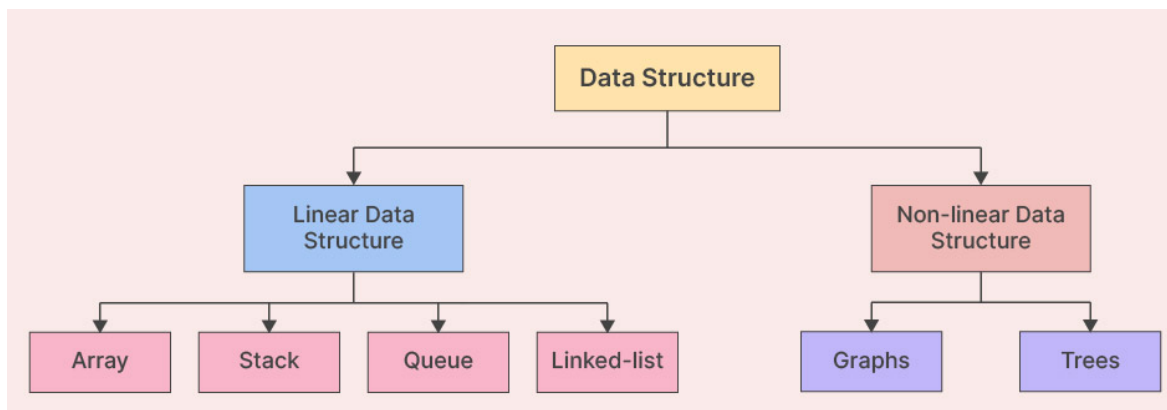 Data Structure
Linear Data
Structure
Non-linear Data
Structure
Array
Stack
Queue
Linked-list
Graphs
Trees